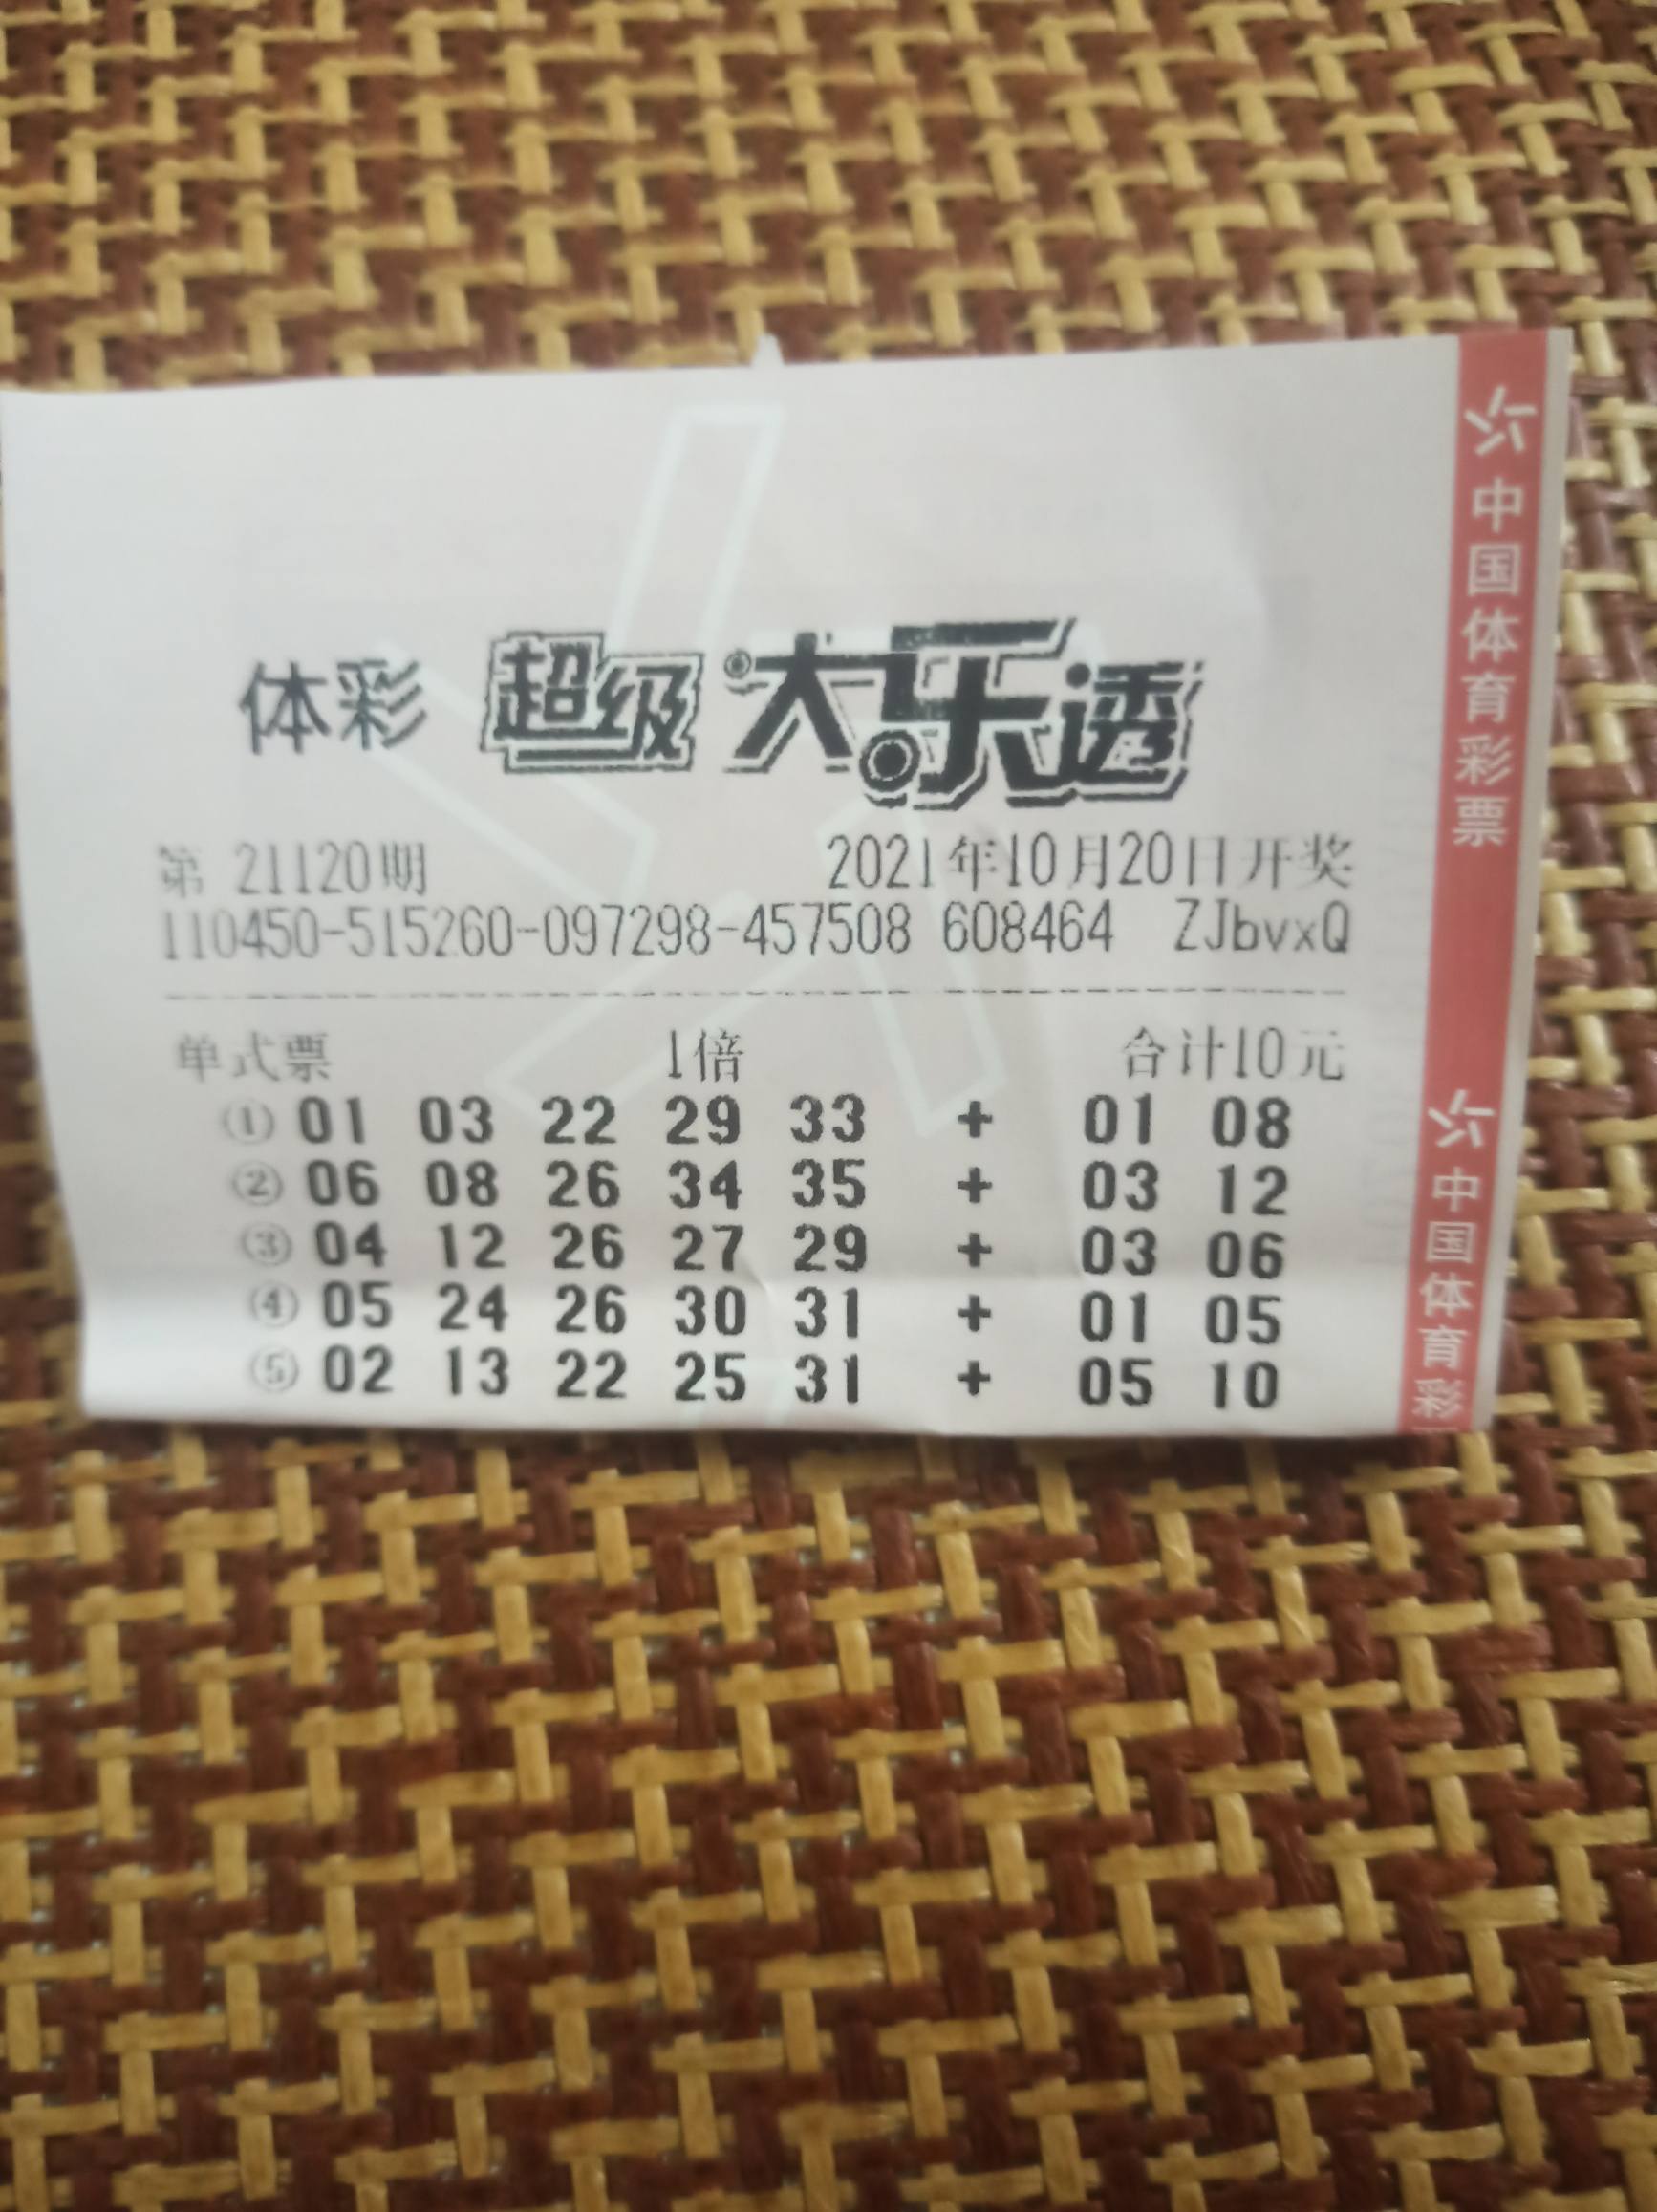 体彩 超级大乐透
第 21120期 2021年10月20日开奖
110450-515260-097298-457508 608464 ZJbvxQ
单式票 1倍 合计10元
① 01 03 22 29 33 + 01 08
② 06 08 26 34 35 + 03 12
③ 04 12 26 27 29 + 03 06
④ 05 24 26 30 31 + 01 05
⑤ 02 13 22 25 31 + 05 10
中国体育彩票
中国体育彩